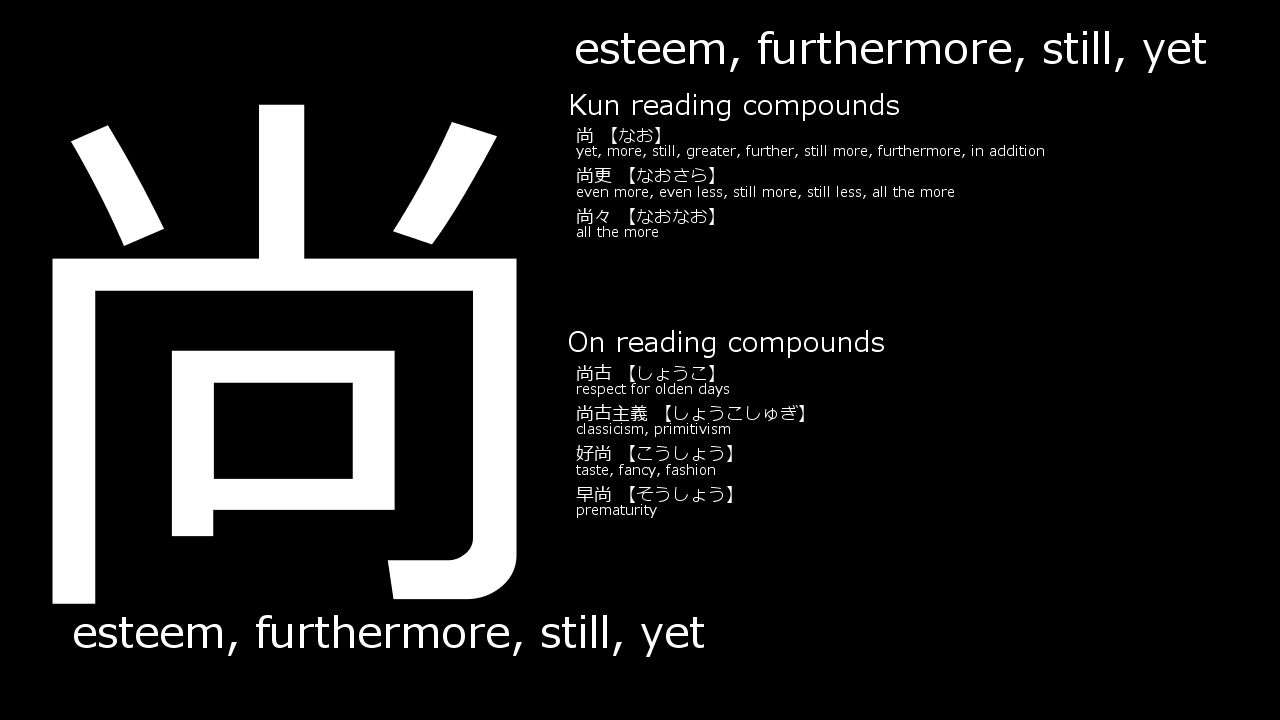 尚
esteem, furthermore, still, yet
esteem, furthermore, still, yet
Kun reading compounds
尚 【なお】
yet, more, still, greater, further, still more, furthermore, in addition
尚更 【なおさら】
even more, even less, still more, still less, all the more
尚々 【なおなお】
all the more
On reading compounds
尚古 【しょうこ】
respect for olden days
尚古主義 【しょうこしゅぎ】
classicism, primitivism
好尚 【こうしょう】
taste, fancy, fashion
早尚 【そうしょう】
prematurity